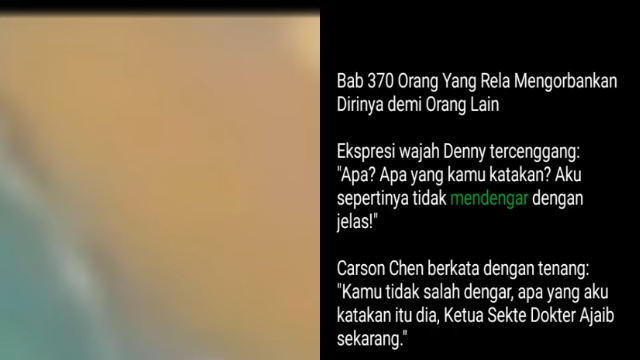 Bab 370 Orang Yang Rela Mengorbankan
Dirinya demi Orang Lain
Ekspresi wajah Denny tercenggang:
"Apa? Apa yang kamu katakan? Aku
sepertinya tidak mendengar dengan
jelas!"
Carson Chen berkata dengan tenang:
"Kamu tidak salah dengar, apa yang aku
katakan itu dia, Ketua Sekte Dokter Ajaib
sekarang."